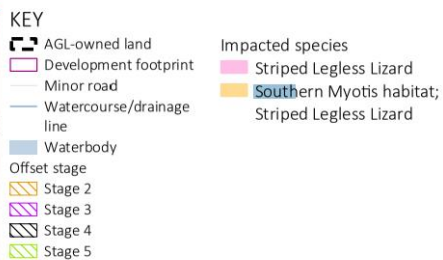 KEY
AGL-owned land
Development footprint
Minor road
Watercourse/drainage
line
Waterbody
Offset stage
Stage 2
Stage 3
Stage 4
Stage 5
Impacted species
Striped Legless Lizard
Southern Myotis habitat;
Striped Legless Lizard